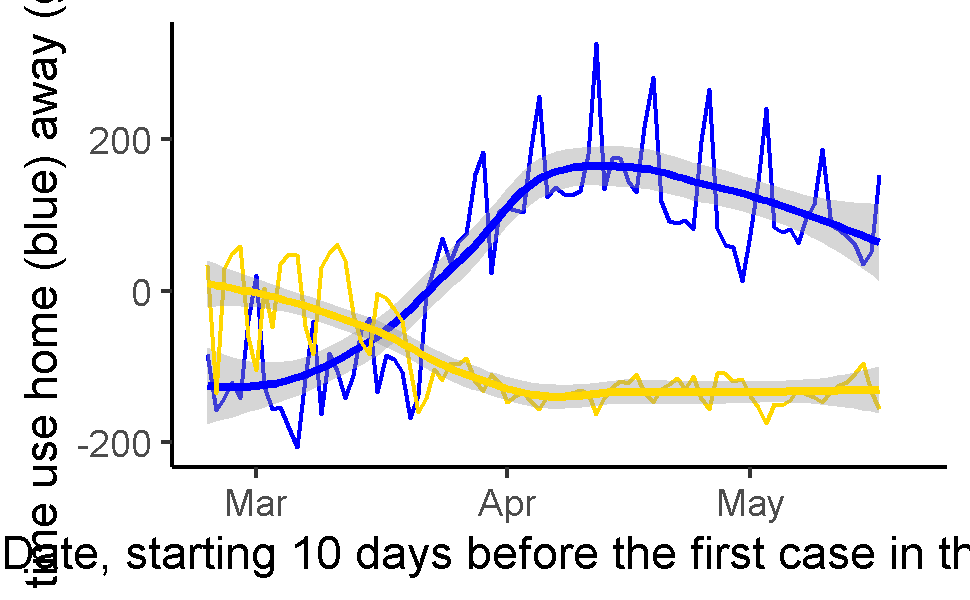 time use home (blue) away (
200
0
-200
Mar Apr May
Date, starting 10 days before the first case in th